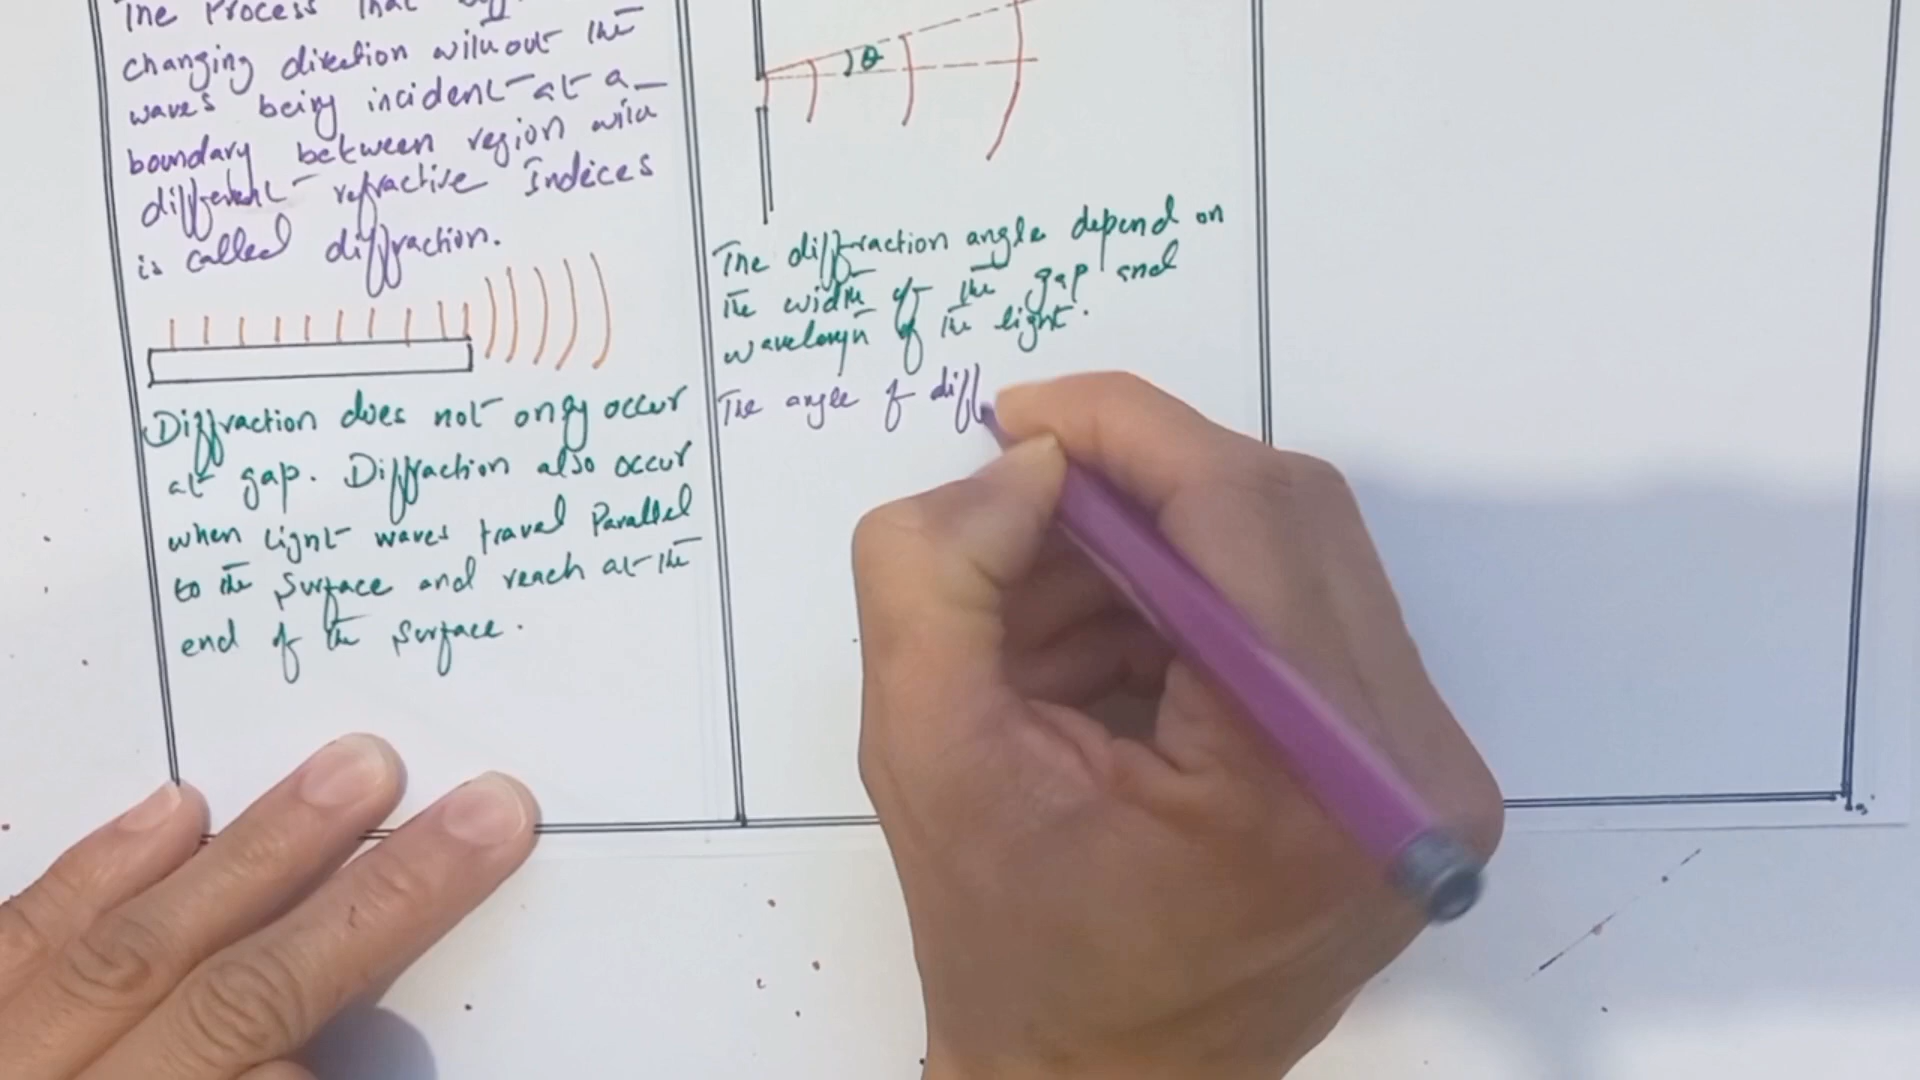 The Process That
changing direction without the
waves being incident at a
boundary between region with
different refractive Indices
is called diffraction.
Diffraction does not only occur
at gap. Diffraction also occur
when Light waves travel Parallel
to the surface and reach at the
end of the surface.
θ
The diffraction angle depend on
the width of the gap and
wavelength of the light.
The angle of diff